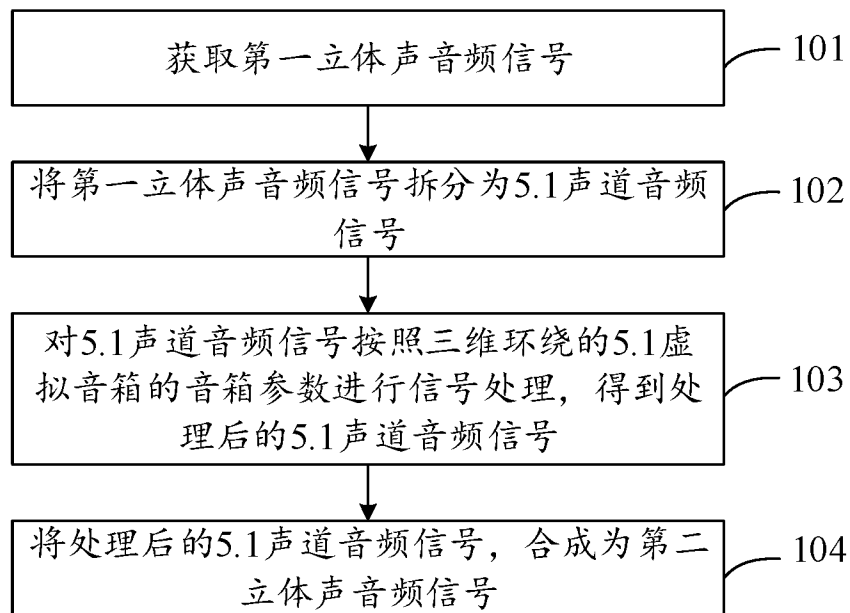 获取第一立体声音频信号
101
将第一立体声音频信号拆分为5.1声道音频
信号
102
对5.1声道音频信号按照三维环绕的5.1虚
拟音箱的音箱参数进行信号处理，得到处
理后的5.1声道音频信号
103
将处理后的5.1声道音频信号，合成为第二
立体声音频信号
104